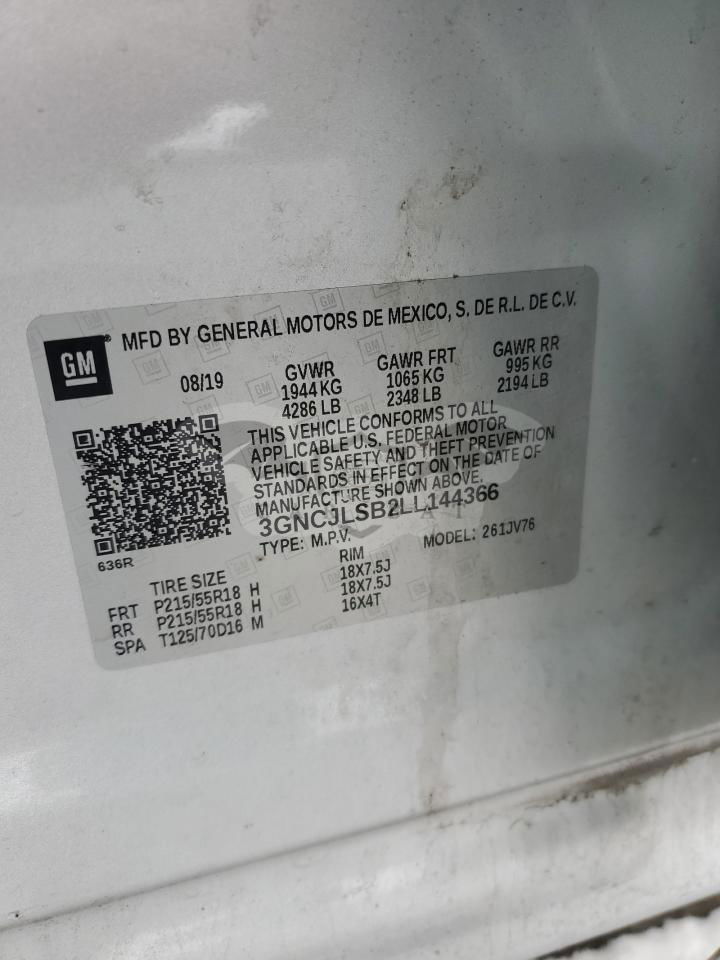 GM
MFD BY GENERAL MOTORS DE MEXICO, S. DE R.L. DE C.V.
08/19 GVWR GAWR FRT GAWR RR
1944 KG 1065 KG 995 KG
4286 LB 2348 LB 2194 LB
THIS VEHICLE CONFORMS TO ALL
APPLICABLE U.S. FEDERAL MOTOR
VEHICLE SAFETY AND THEFT PREVENTION
STANDARDS IN EFFECT ON THE DATE OF
MANUFACTURE SHOWN ABOVE.
3GNCJLSB2LL144366
TYPE: M.P.V. MODEL: 261JV76
636R
TIRE SIZE RIM
FRT P215/55R18 H 18X7.5J
RR P215/55R18 H 18X7.5J
SPA T125/70D16 M 16X4T